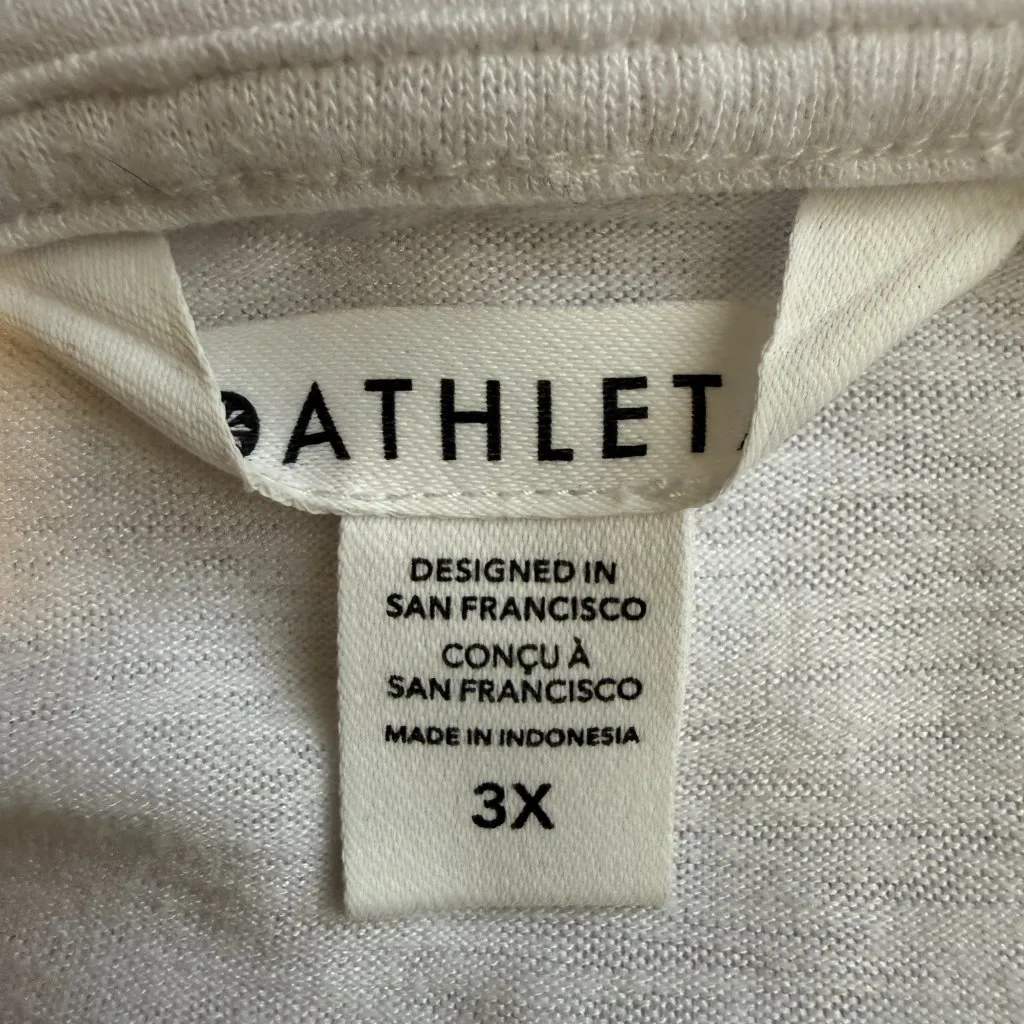 ATHLET
DESIGNED IN
SAN FRANCISCO
CONÇU À
SAN FRANCISCO
MADE IN INDONESIA
3X